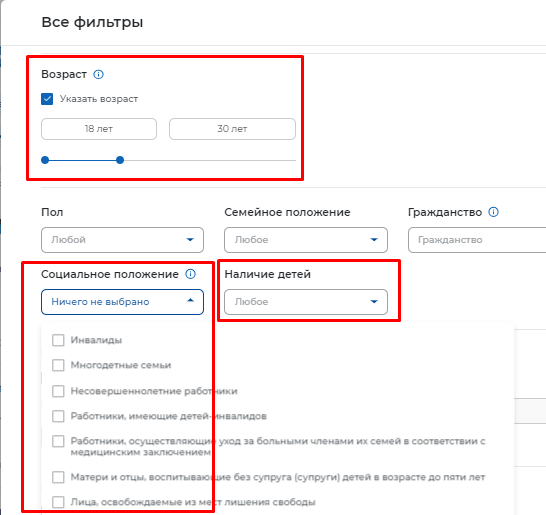 Все фильтры
Возраст
Указать возраст
18 лет
30 лет
Пол
Семейное положение
Гражданство
Любой
Любое
Гражданство
Социальное положение
Наличие детей
Ничего не выбрано
Любое
Инвалиды
Многодетные семьи
Несовершеннолетние работники
Работники, имеющие детей-инвалидов
Работники, осуществляющие уход за больными членами их семей в соответствии с
медицинским заключением
Матери и отцы, воспитывающие без супруга (супруги) детей в возрасте до пяти лет
Лица, освобождаемые из мест лишения свободы